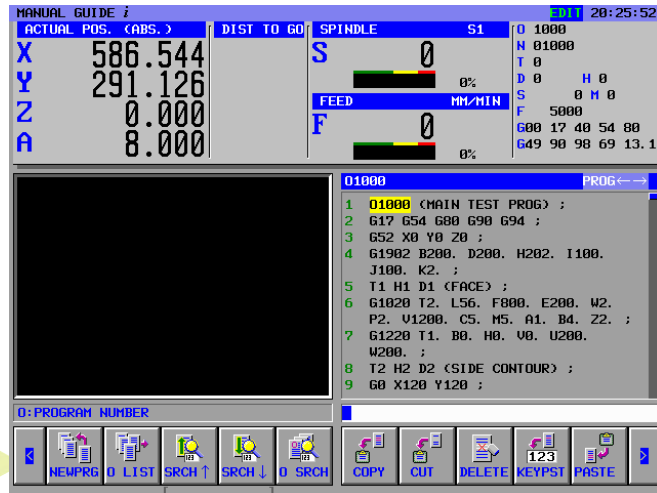 MANUAL GUIDE i EDIT 20:25:52
ACTUAL POS. (ABS.) DIST TO GO SPINDLE S1 O 1000
N 01000
X 586.544 S 0 T 0
Y 291.126 0% D 0 H 0
S 0 M 0
Z 0.000 FEED MM/MIN F 5000
A 8.000 F 0 G00 17 40 54 80
0% G49 90 98 69 13.1
O1000 PROG←→
1 O1000 (MAIN TEST PROG) ;
2 G17 G54 G80 G90 G94 ;
3 G52 X0 Y0 Z0 ;
4 G1902 B200. D200. H202. I100.
J100. K2. ;
5 T1 H1 D1 (FACE) ;
6 G1020 T2. L56. F800. E200. W2.
P2. V1200. C5. M5. A1. B4. Z2. ;
7 G1220 T1. B0. H0. V0. U200.
W200. ;
8 T2 H2 D2 (SIDE CONTOUR) ;
9 G0 X120 Y120 ;
O:PROGRAM NUMBER
NEWPRG O LIST SRCH↑ SRCH↓ O SRCH COPY CUT DELETE KEYPST PASTE